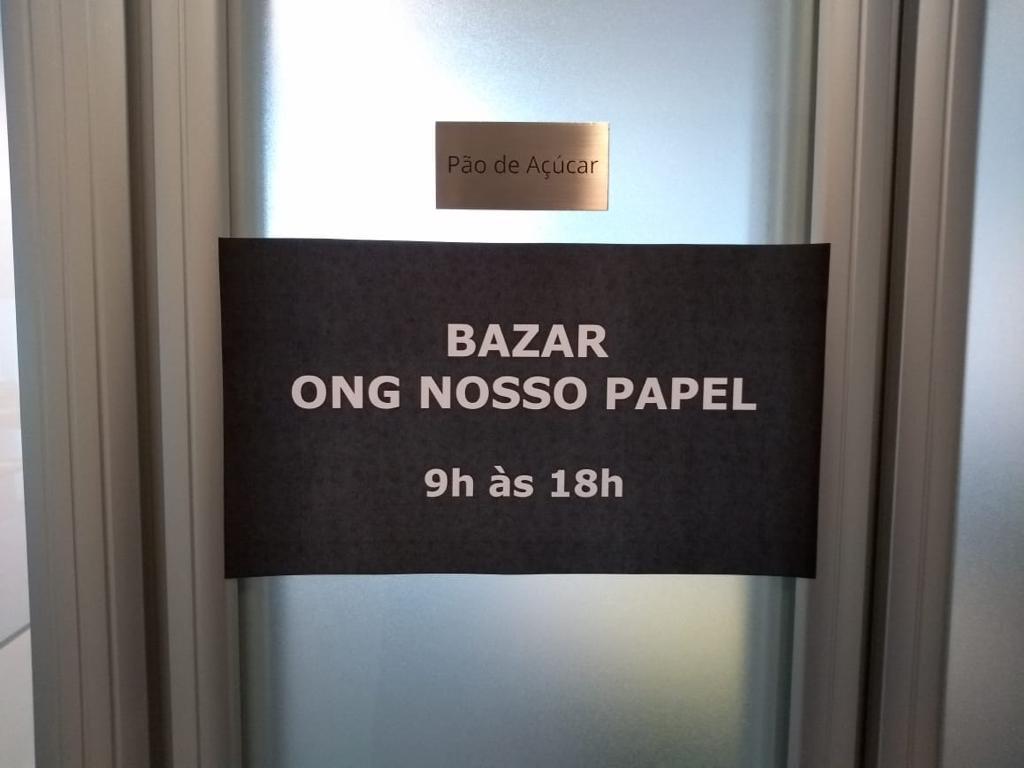 Pão de Açúcar
BAZAR
ONG NOSSO PAPEL
9h às 18h